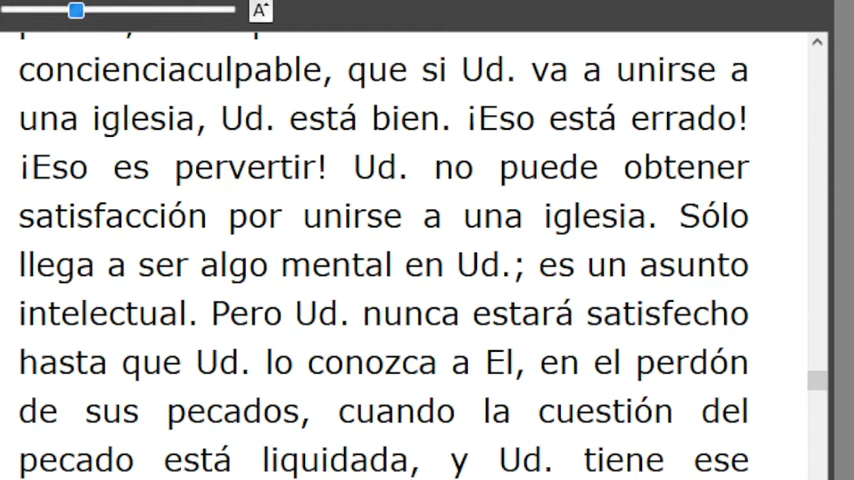 A
concienciaculpable, que si Ud. va a unirse a
una iglesia, Ud. está bien. ¡Eso está errado!
¡Eso es pervertir! Ud. no puede obtener
satisfacción por unirse a una iglesia. Sólo
llega a ser algo mental en Ud.; es un asunto
intelectual. Pero Ud. nunca estará satisfecho
hasta que Ud. lo conozca a El, en el perdón
de sus pecados, cuando la cuestión del
pecado está liquidada, y Ud. tiene ese